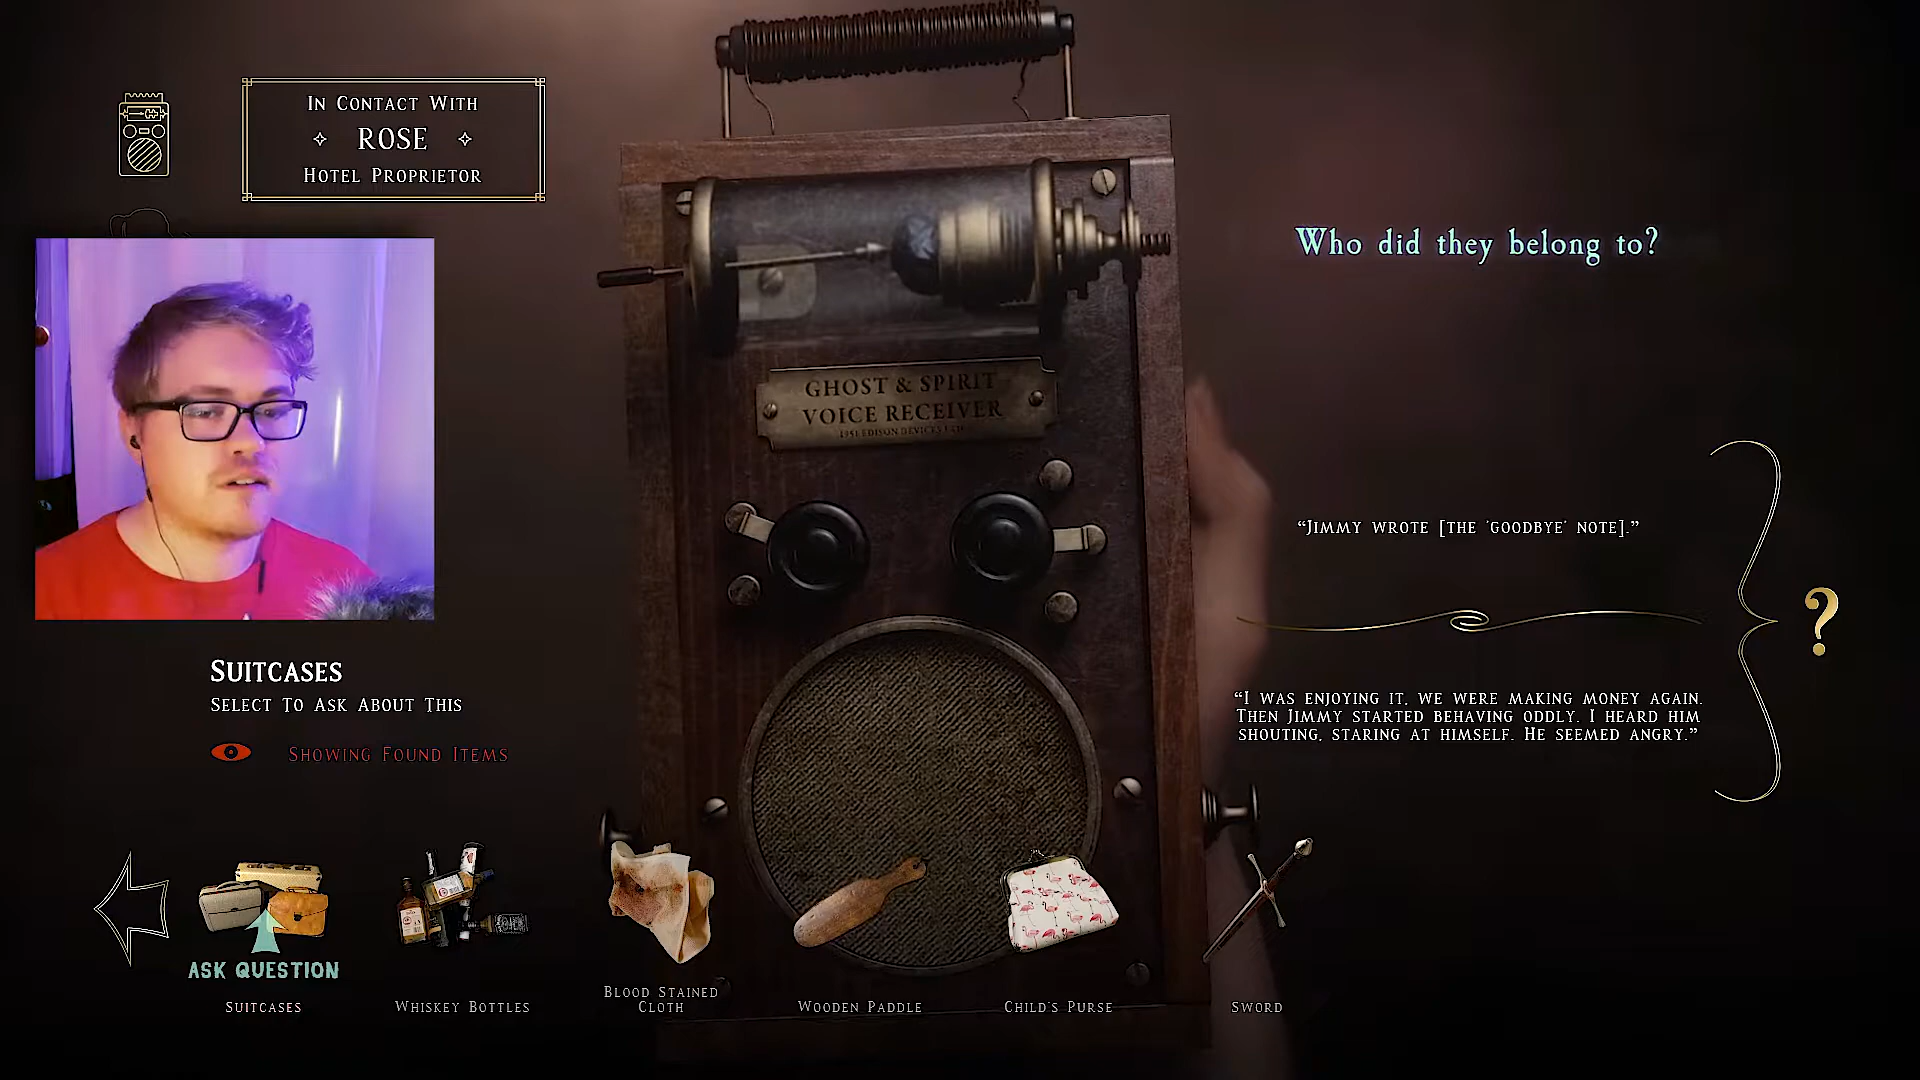 In Contact With
ROSE
Hotel Proprietor
Who did they belong to?
GHOST & SPIRIT
VOICE RECEIVER
"Jimmy wrote [the 'goodbye' note]."
?
"I was enjoying it, we were making money again.
Then Jimmy started behaving oddly. I heard him
shouting, staring at himself. He seemed angry."
Suitcases
Select To Ask About This
Showing Found Items
ASK QUESTION
Suitcases
Whiskey Bottles
Blood Stained
Cloth
Wooden Paddle
Child's Purse
Sword